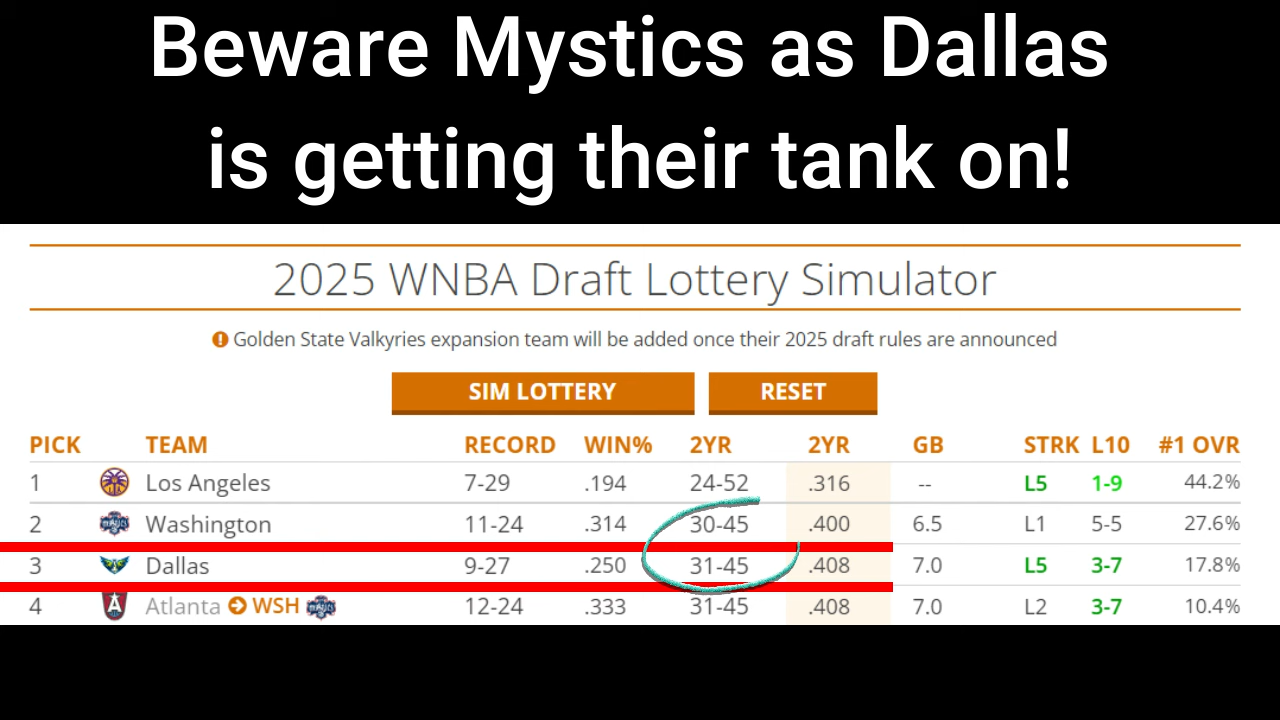 Beware Mystics as Dallas
is getting their tank on!
2025 WNBA Draft Lottery Simulator
Golden State Valkyries expansion team will be added once their 2025 draft rules are announced
SIM LOTTERY RESET
PICK TEAM RECORD WIN% 2YR 2YR GB STRK L10 #1 OVR
1 Los Angeles 7-29 .194 24-52 .316 -- L5 1-9 44.2%
2 Washington 11-24 .314 30-45 .400 6.5 L1 5-5 27.6%
3 Dallas 9-27 .250 31-45 .408 7.0 L5 3-7 17.8%
4 Atlanta WSH 12-24 .333 31-45 .408 7.0 L2 3-7 10.4%